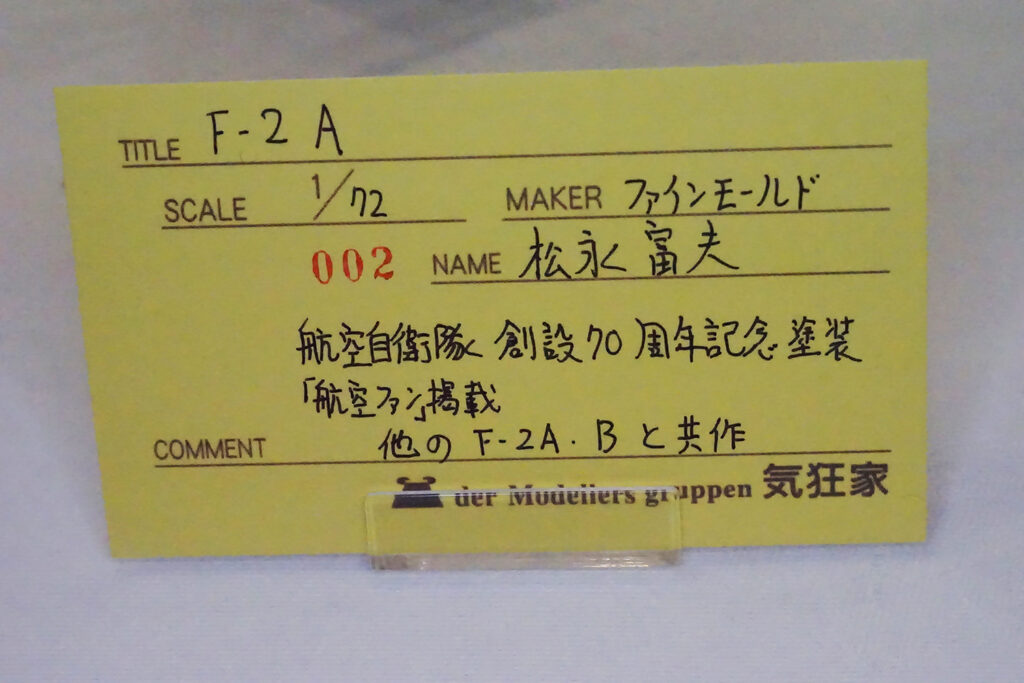 TITLE F-2 A
SCALE 1/72 MAKER ファインモールド
002 NAME 松永 富夫
航空自衛隊 創設70周年記念塗装
「航空ファン」掲載
COMMENT 他の F-2A・B と共作
der Modellers gruppen 気狂家